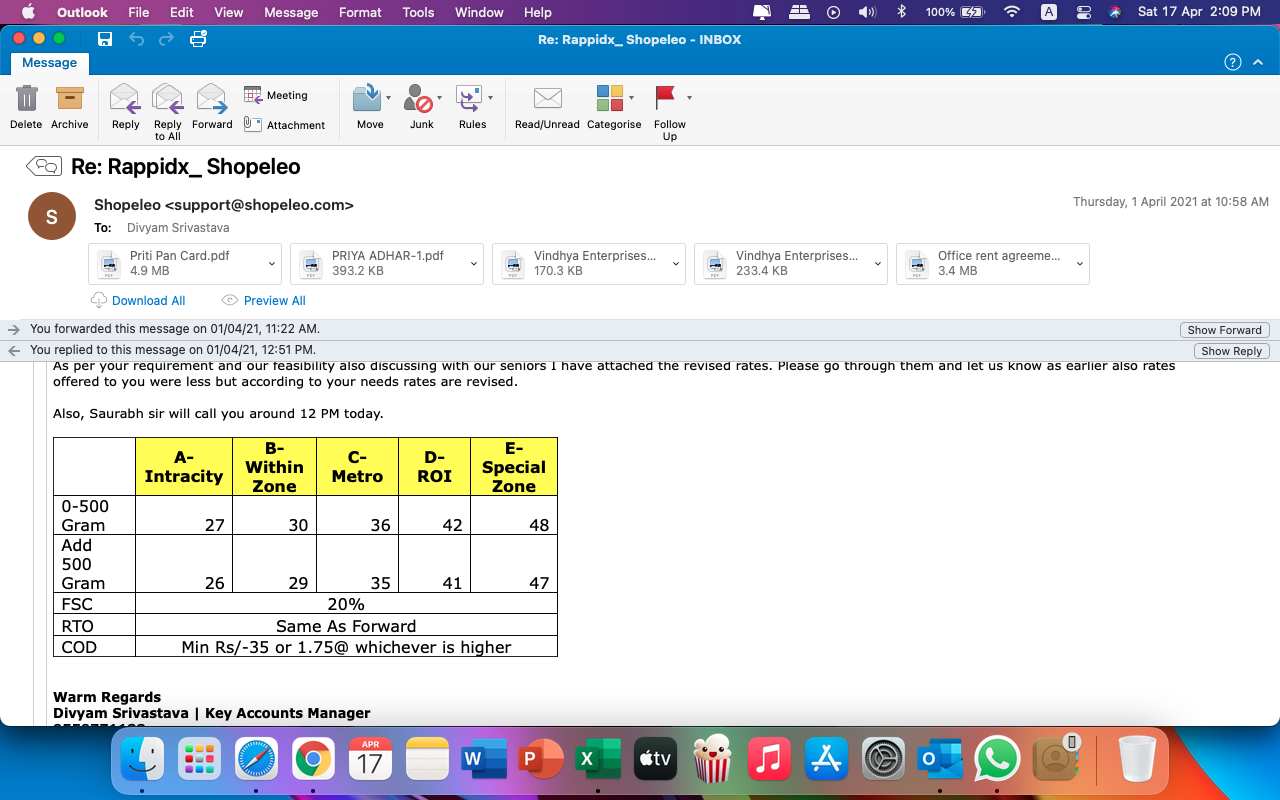 Outlook File Edit View Message Format Tools Window Help 100% A Sat 17 Apr 2:09 PM
Re: Rappidx_ Shopeleo - INBOX
Message ?
Meeting
Attachment
Delete Archive Reply Reply to All Forward Move Junk Rules Read/Unread Categorise Follow Up
Re: Rappidx_ Shopeleo
S
Shopeleo <support@shopeleo.com> Thursday, 1 April 2021 at 10:58 AM
To: Divyam Srivastava
Priti Pan Card.pdf PRIYA ADHAR-1.pdf Vindhya Enterprises... Vindhya Enterprises... Office rent agreeme...
4.9 MB 393.2 KB 170.3 KB 233.4 KB 3.4 MB
Download All Preview All
You forwarded this message on 01/04/21, 11:22 AM. Show Forward
You replied to this message on 01/04/21, 12:51 PM. Show Reply
As per your requirement and our feasibility also discussing with our seniors I have attached the revised rates. Please go through them and let us know as earlier also rates
offered to you were less but according to your needs rates are revised.
Also, Saurabh sir will call you around 12 PM today.
A-Intracity B-Within Zone C-Metro D-ROI E-Special Zone
0-500 Gram 27 30 36 42 48
Add 500 Gram 26 29 35 41 47
FSC 20%
RTO Same As Forward
COD Min Rs/-35 or 1.75@ whichever is higher
Warm Regards
Divyam Srivastava | Key Accounts Manager
APR
17
W P X tv O